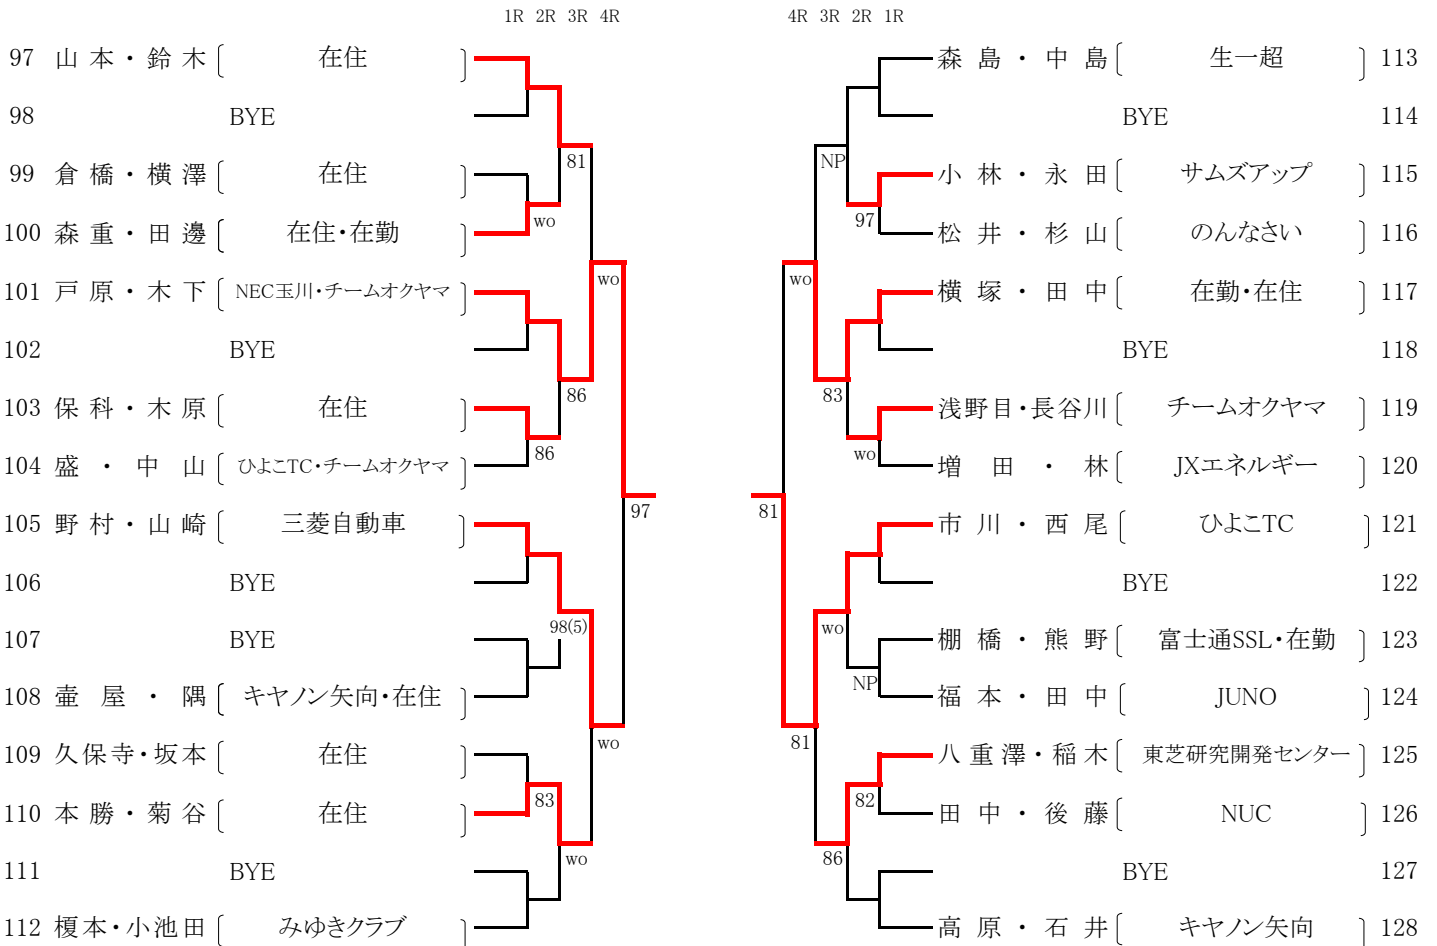 1R 2R 3R 4R
97 山本・鈴木 〔 在住 〕
98 BYE
81
99 倉橋・横澤 〔 在住 〕
wo
100 森重・田邊 〔 在住・在勤 〕
wo
101 戸原・木下 〔 NEC玉川・チームオクヤマ 〕
102 BYE
86
103 保科・木原 〔 在住 〕
86
104 盛・中山 〔 ひよこTC・チームオクヤマ 〕
97
105 野村・山崎 〔 三菱自動車 〕
106 BYE
98(5)
107 BYE
108 壷屋・隅 〔 キヤノン矢向・在住 〕
wo
109 久保寺・坂本 〔 在住 〕
83
110 本勝・菊谷 〔 在住 〕
wo
111 BYE
112 榎本・小池田 〔 みゆきクラブ 〕
4R 3R 2R 1R
森島・中島 〔 生一超 〕 113
BYE 114
NP
小林・永田 〔 サムズアップ 〕 115
97
松井・杉山 〔 のんなさい 〕 116
wo
横塚・田中 〔 在勤・在住 〕 117
BYE 118
83
浅野目・長谷川 〔 チームオクヤマ 〕 119
wo
増田・林 〔 JXエネルギー 〕 120
81
市川・西尾 〔 ひよこTC 〕 121
BYE 122
wo
棚橋・熊野 〔 富士通SSL・在勤 〕 123
NP
福本・田中 〔 JUNO 〕 124
81
八重澤・稲木 〔 東芝研究開発センター 〕 125
82
田中・後藤 〔 NUC 〕 126
86
BYE 127
高原・石井 〔 キヤノン矢向 〕 128